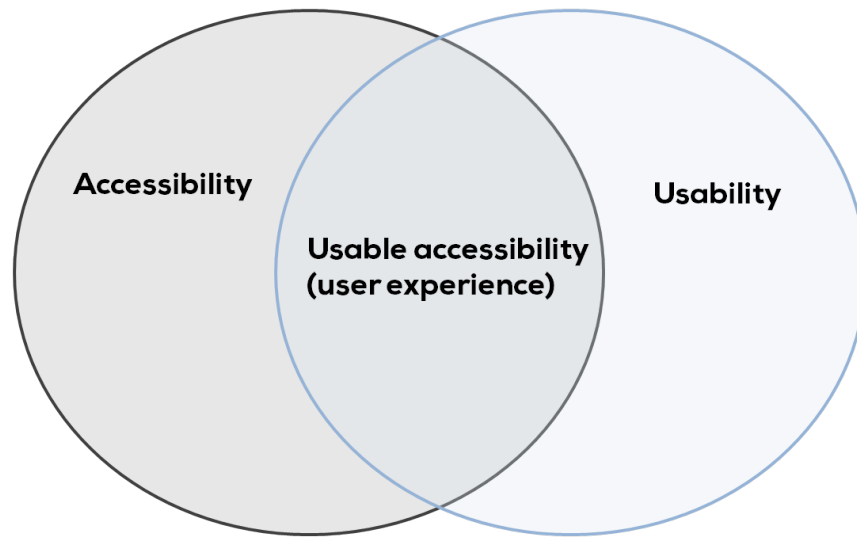 Accessibility
Usability
Usable accessibility
(user experience)